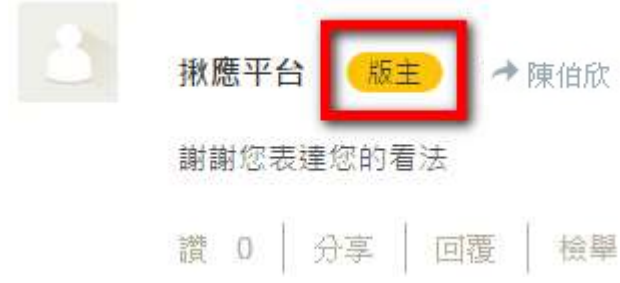 揪應平台 版主 陳伯欣
謝謝您表達您的看法
讚 0 | 分享 | 回覆 | 檢舉